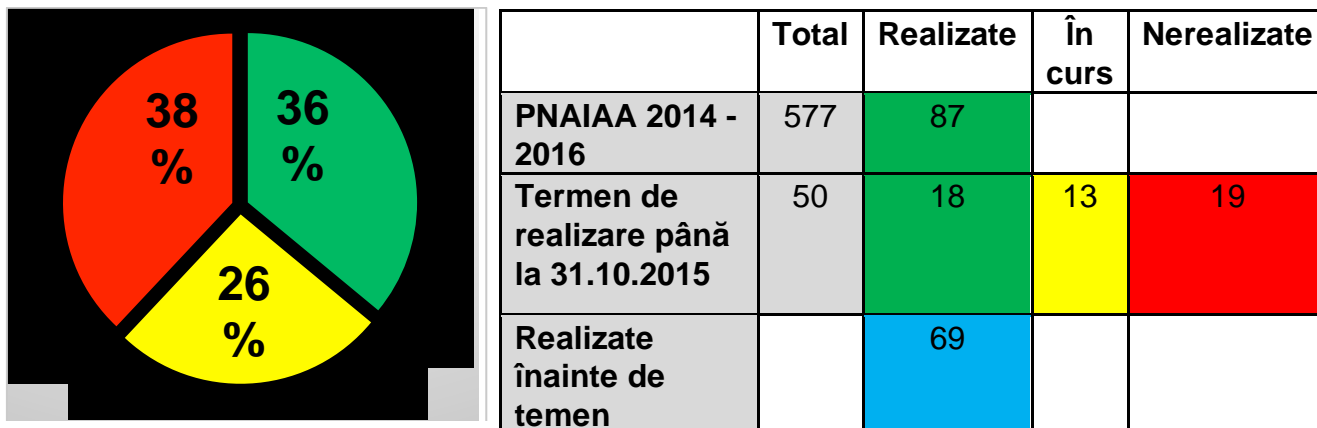 38
%
36
%
26
%
Total Realizate În Nerealizate
curs
PNAIAA 2014 - 577 87
2016
Termen de 50 18 13 19
realizare până
la 31.10.2015
Realizate 69
înainte de
temen